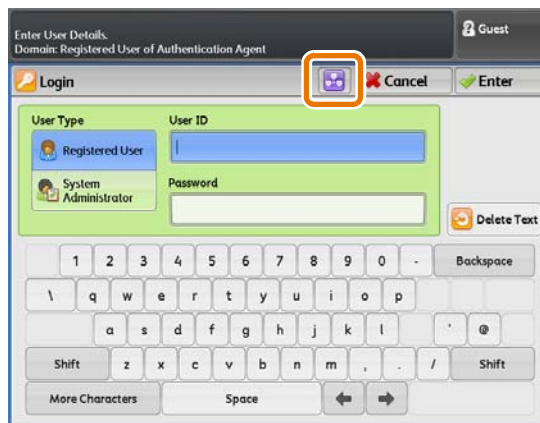 Enter User Details.
Domain: Registered User of Authentication Agent
Guest
Login
Cancel
Enter
User Type
User ID
Registered User
System
Administrator
Password
Delete Text
1 2 3 4 5 6 7 8 9 0 - Backspace
\ q w e r t y u i o p
a s d f g h j k l ' @
Shift z x c v b n m , . / Shift
More Characters Space